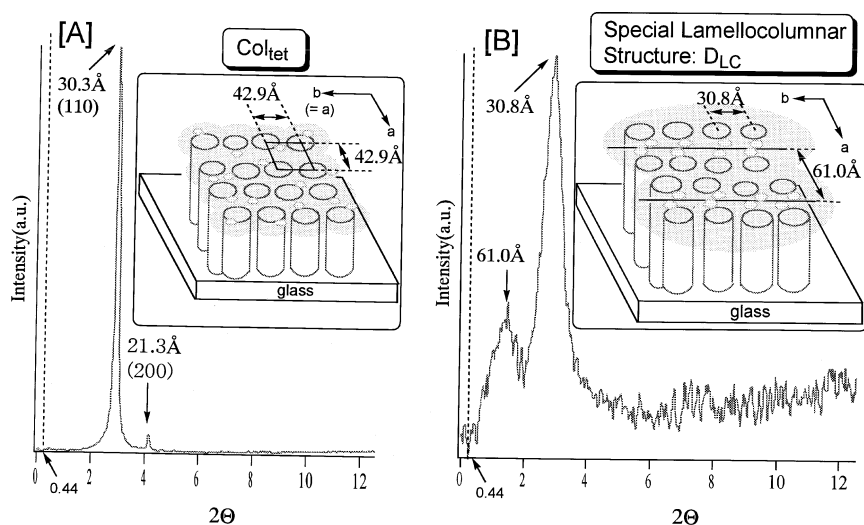 [A]
Col_tet
30.3Å
(110)
b
(= a)
a
42.9Å
42.9Å
glass
21.3Å
(200)
Intensity(a.u.)
0
2
4
6
8
10
12
0.44
2Θ
[B]
Special Lamellocolumnar
Structure: D_LC
30.8Å
b
a
30.8Å
61.0Å
glass
61.0Å
Intensity(a.u.)
0
2
4
6
8
10
12
0.44
2Θ